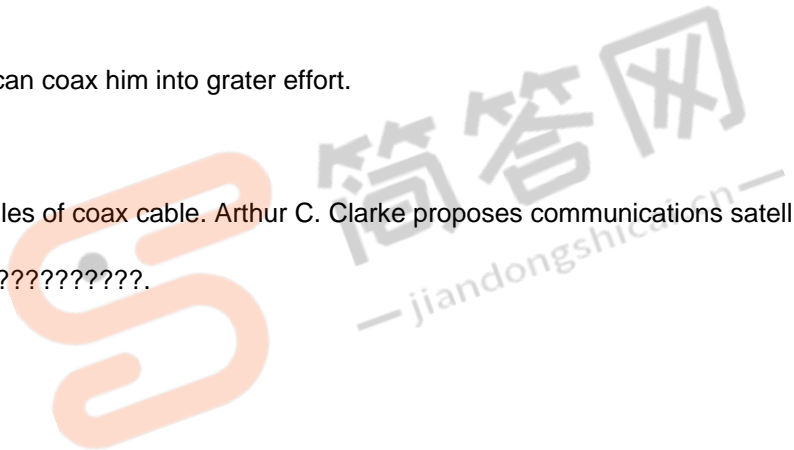 can coax him into grater effort.
les of coax cable. Arthur C. Clarke proposes communications satell
??????????.
简答网
— jiandongshicai.cn —